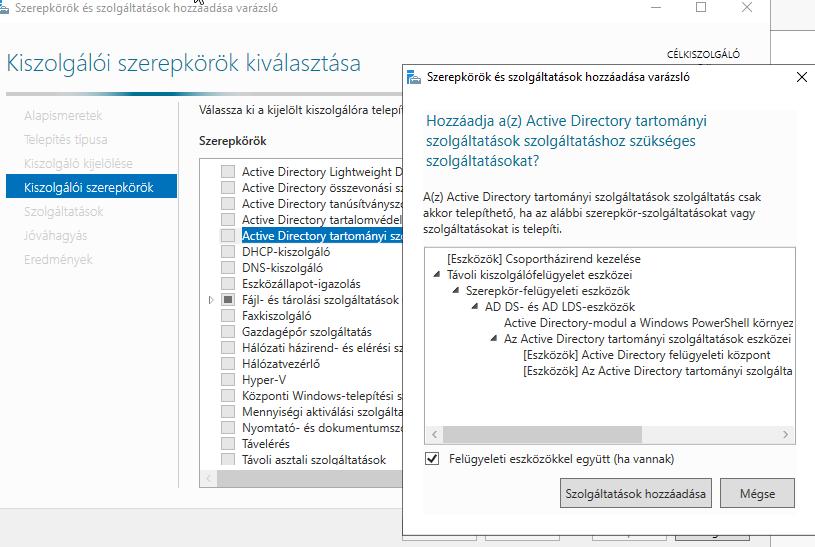 Szerepkörök és szolgáltatások hozzáadása varázsló
Kiszolgálói szerepkörök kiválasztása
CÉLKISZOLGÁLÓ
Alapismeretek
Telepítés típusa
Kiszolgáló kijelölése
Kiszolgálói szerepkörök
Szolgáltatások
Jóváhagyás
Eredmények
Válassza ki a kijelölt kiszolgálóra telepít
Szerepkörök
Active Directory Lightweight D
Active Directory összevonási sz
Active Directory tanúsítványszo
Active Directory tartalomvédel
Active Directory tartományi szo
DHCP-kiszolgáló
DNS-kiszolgáló
Eszközállapot-igazolás
Fájl- és tárolási szolgáltatások
Faxkiszolgáló
Gazdagépőr szolgáltatás
Hálózati házirend- és elérési sz
Hálózatvezérlő
Hyper-V
Központi Windows-telepítési s
Mennyiségi aktiválási szolgálta
Nyomtató- és dokumentumszo
Távelérés
Távoli asztali szolgáltatások
Szerepkörök és szolgáltatások hozzáadása varázsló
Hozzáadja a(z) Active Directory tartományi
szolgáltatások szolgáltatáshoz szükséges
szolgáltatásokat?
A(z) Active Directory tartományi szolgáltatások szolgáltatás csak
akkor telepíthető, ha az alábbi szerepkör-szolgáltatásokat vagy
szolgáltatásokat is telepíti.
[Eszközök] Csoportházirend kezelése
Távoli kiszolgálófelügyelet eszközei
Szerepkör-felügyeleti eszközök
AD DS- és AD LDS-eszközök
Active Directory-modul a Windows PowerShell környez
Az Active Directory tartományi szolgáltatások eszközei
[Eszközök] Active Directory felügyeleti központ
[Eszközök] Az Active Directory tartományi szolgálta
Felügyeleti eszközökkel együtt (ha vannak)
Szolgáltatások hozzáadása
Mégse